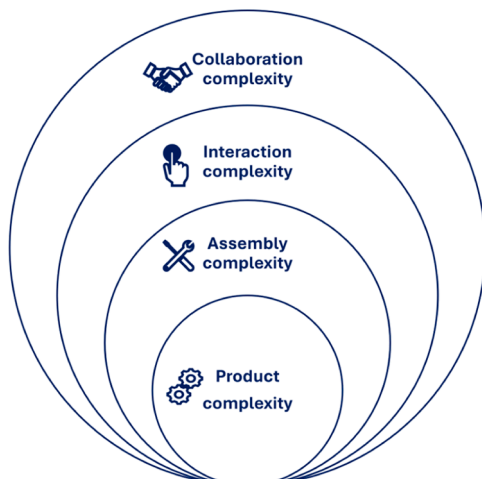 Collaboration
complexity
Interaction
complexity
Assembly
complexity
Product
complexity